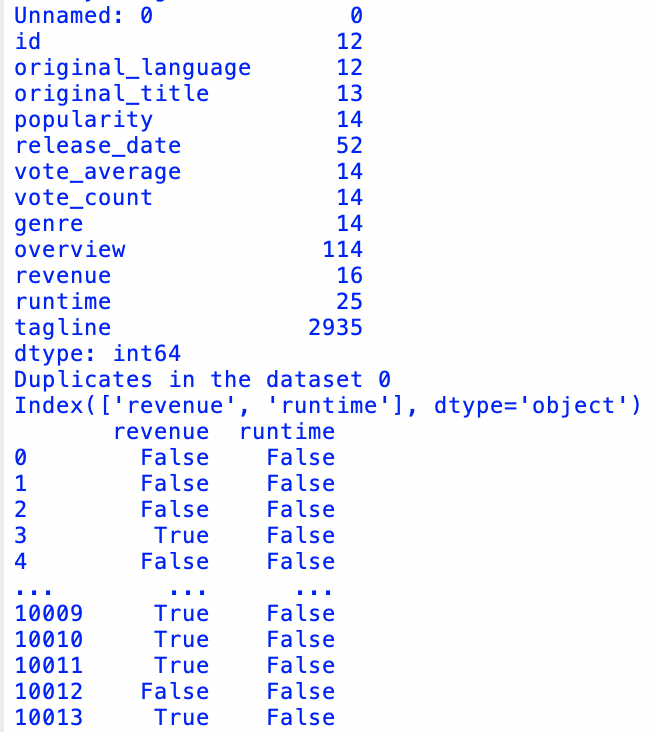 Unnamed: 0               0
id                      12
original_language       12
original_title          13
popularity              14
release_date            52
vote_average            14
vote_count              14
genre                   14
overview               114
revenue                 16
runtime                 25
tagline               2935
dtype: int64
Duplicates in the dataset 0
Index(['revenue', 'runtime'], dtype='object')
       revenue  runtime
0        False    False
1        False    False
2        False    False
3         True    False
4        False    False
...        ...      ...
10009     True    False
10010     True    False
10011     True    False
10012    False    False
10013     True    False